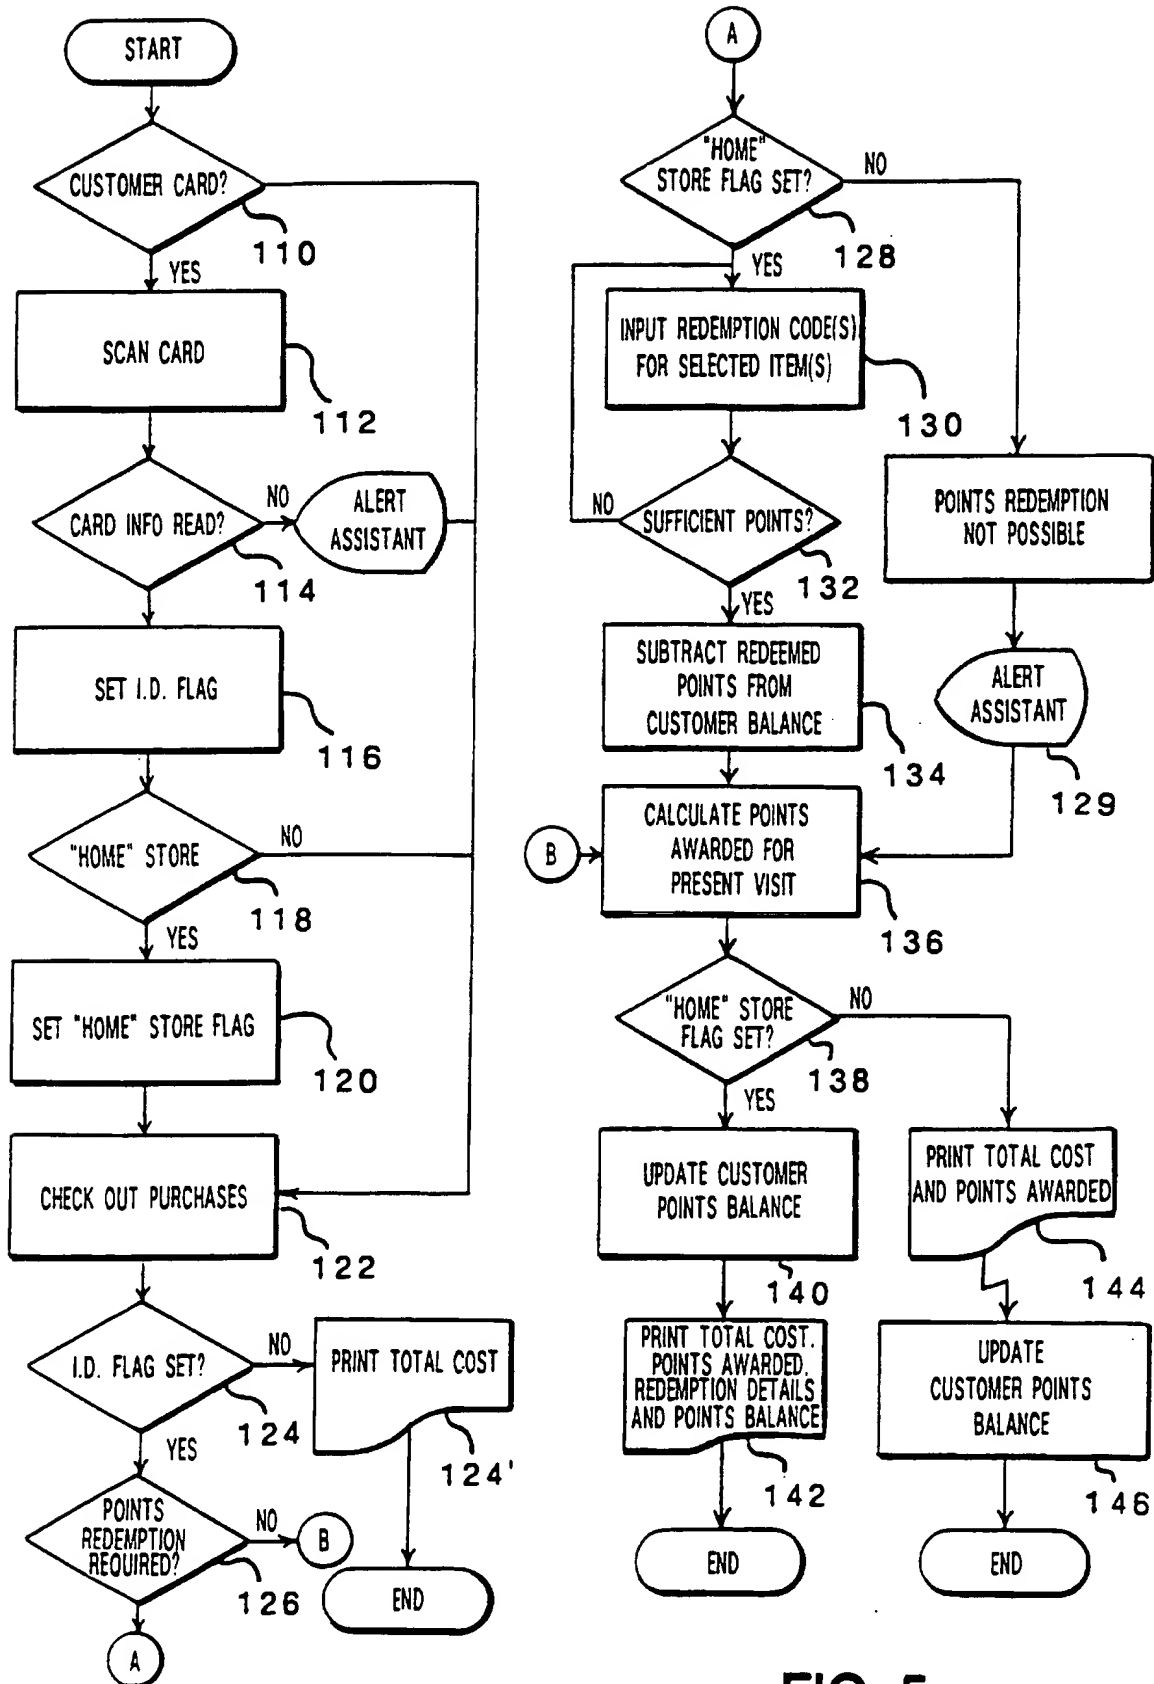 START
CUSTOMER CARD?
110
YES
SCAN CARD
112
CARD INFO READ?
NO
ALERT
ASSISTANT
114
SET I.D. FLAG
116
"HOME" STORE
NO
118
YES
SET "HOME" STORE FLAG
120
CHECK OUT PURCHASES
122
I.D. FLAG SET?
NO
PRINT TOTAL COST
124
124'
YES
POINTS
REDEMPTION
REQUIRED?
NO
B
126
END
A
A
"HOME"
STORE FLAG SET?
NO
128
YES
INPUT REDEMPTION CODE(S)
FOR SELECTED ITEM(S)
130
POINTS REDEMPTION
NOT POSSIBLE
NO
SUFFICIENT POINTS?
132
YES
SUBTRACT REDEEMED
POINTS FROM
CUSTOMER BALANCE
134
ALERT
ASSISTANT
129
B
CALCULATE POINTS
AWARDED FOR
PRESENT VISIT
136
"HOME" STORE
FLAG SET?
NO
138
YES
UPDATE CUSTOMER
POINTS BALANCE
140
PRINT TOTAL COST
AND POINTS AWARDED
144
PRINT TOTAL COST.
POINTS AWARDED.
REDEMPTION DETAILS
AND POINTS BALANCE
142
UPDATE
CUSTOMER POINTS
BALANCE
146
END
END